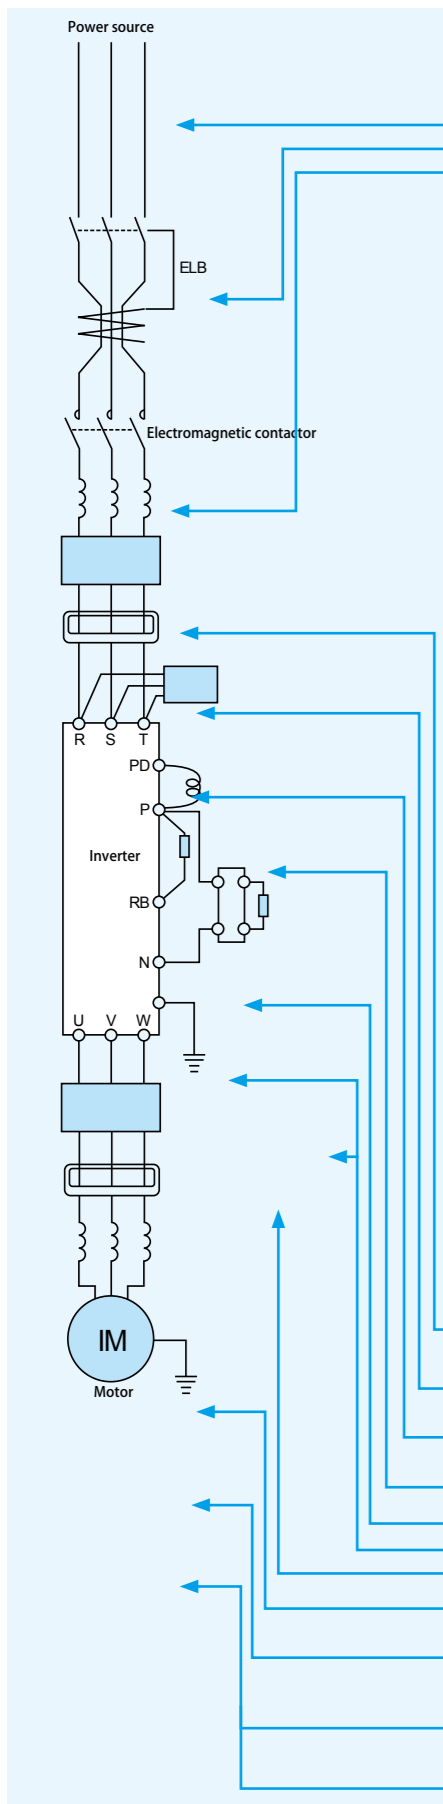 Power source
ELB
Electromagnetic contactor
R S T
PD
P
Inverter
RB
N
U V W
IM
Motor